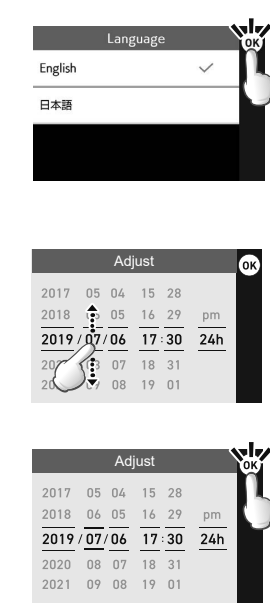 Language
OK
English
日本語
Adjust
OK
2017 05 04 15 28
2018 05 16 29 pm
2019 / 07 / 06 17 : 30 24h
07 18 31
08 19 01
Adjust
OK
2017 05 04 15 28
2018 06 05 16 29 pm
2019 / 07 / 06 17 : 30 24h
2020 08 07 18 31
2021 09 08 19 01